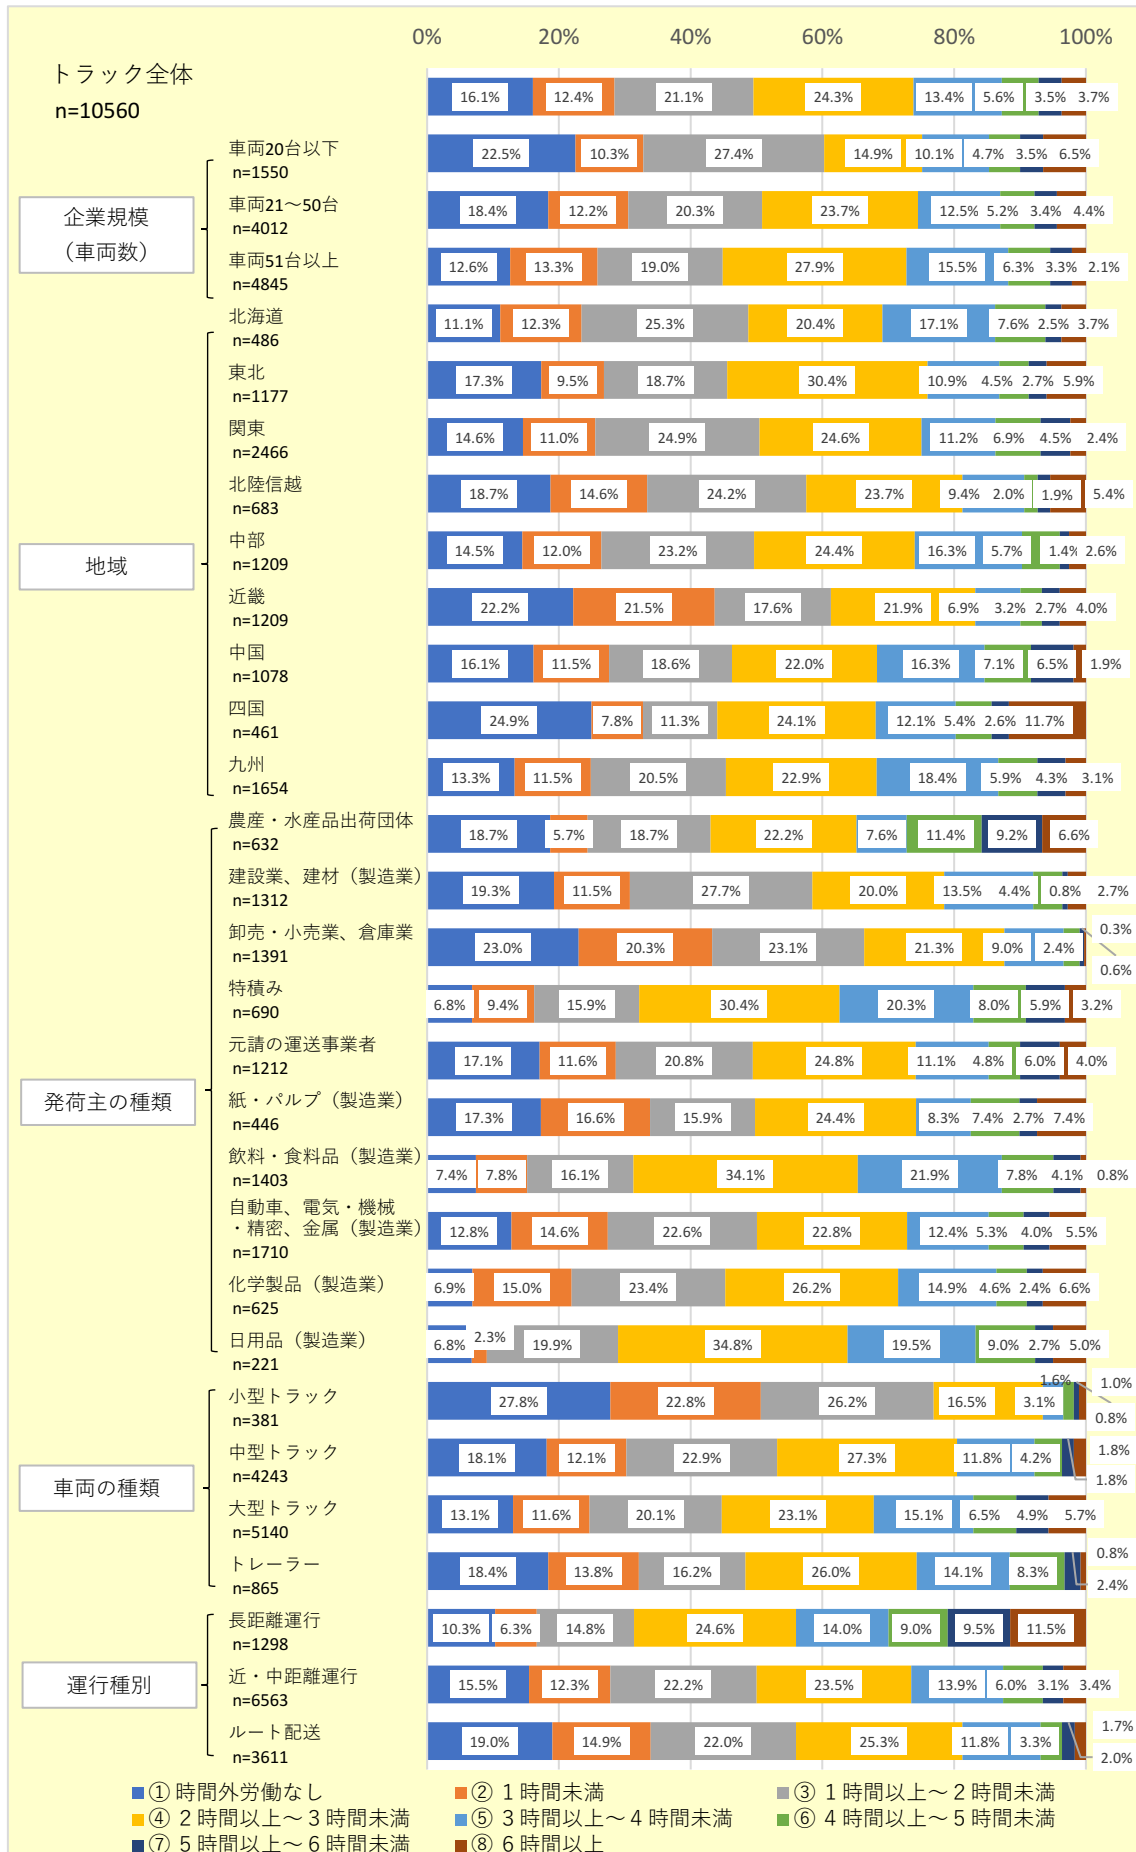 0% 20% 40% 60% 80% 100%
トラック全体
n=10560
16.1% 12.4% 21.1% 24.3% 13.4% 5.6% 3.5% 3.7%
企業規模
（車両数）
車両20台以下
n=1550
22.5% 10.3% 27.4% 14.9% 10.1% 4.7% 3.5% 6.5%
車両21～50台
n=4012
18.4% 12.2% 20.3% 23.7% 12.5% 5.2% 3.4% 4.4%
車両51台以上
n=4845
12.6% 13.3% 19.0% 27.9% 15.5% 6.3% 3.3% 2.1%
地域
北海道
n=486
11.1% 12.3% 25.3% 20.4% 17.1% 7.6% 2.5% 3.7%
東北
n=1177
17.3% 9.5% 18.7% 30.4% 10.9% 4.5% 2.7% 5.9%
関東
n=2466
14.6% 11.0% 24.9% 24.6% 11.2% 6.9% 4.5% 2.4%
北陸信越
n=683
18.7% 14.6% 24.2% 23.7% 9.4% 2.0% 1.9% 5.4%
中部
n=1209
14.5% 12.0% 23.2% 24.4% 16.3% 5.7% 1.4% 2.6%
近畿
n=1209
22.2% 21.5% 17.6% 21.9% 6.9% 3.2% 2.7% 4.0%
中国
n=1078
16.1% 11.5% 18.6% 22.0% 16.3% 7.1% 6.5% 1.9%
四国
n=461
24.9% 7.8% 11.3% 24.1% 12.1% 5.4% 2.6% 11.7%
九州
n=1654
13.3% 11.5% 20.5% 22.9% 18.4% 5.9% 4.3% 3.1%
発荷主の種類
農産・水産品出荷団体
n=632
18.7% 5.7% 18.7% 22.2% 7.6% 11.4% 9.2% 6.6%
建設業、建材（製造業）
n=1312
19.3% 11.5% 27.7% 20.0% 13.5% 4.4% 0.8% 2.7%
卸売・小売業、倉庫業
n=1391
23.0% 20.3% 23.1% 21.3% 9.0% 2.4% 0.3% 0.6%
特積み
n=690
6.8% 9.4% 15.9% 30.4% 20.3% 8.0% 5.9% 3.2%
元請の運送事業者
n=1212
17.1% 11.6% 20.8% 24.8% 11.1% 4.8% 6.0% 4.0%
紙・パルプ（製造業）
n=446
17.3% 16.6% 15.9% 24.4% 8.3% 7.4% 2.7% 7.4%
飲料・食料品（製造業）
n=1403
7.4% 7.8% 16.1% 34.1% 21.9% 7.8% 4.1% 0.8%
自動車、電気・機械
・精密、金属（製造業）
n=1710
12.8% 14.6% 22.6% 22.8% 12.4% 5.3% 4.0% 5.5%
化学製品（製造業）
n=625
6.9% 15.0% 23.4% 26.2% 14.9% 4.6% 2.4% 6.6%
日用品（製造業）
n=221
6.8% 2.3% 19.9% 34.8% 19.5% 9.0% 2.7% 5.0%
車両の種類
小型トラック
n=381
27.8% 22.8% 26.2% 16.5% 3.1% 1.6% 0.8% 1.0%
中型トラック
n=4243
18.1% 12.1% 22.9% 27.3% 11.8% 4.2% 1.8% 1.8%
大型トラック
n=5140
13.1% 11.6% 20.1% 23.1% 15.1% 6.5% 4.9% 5.7%
トレーラー
n=865
18.4% 13.8% 16.2% 26.0% 14.1% 8.3% 2.4% 0.8%
運行種別
長距離運行
n=1298
10.3% 6.3% 14.8% 24.6% 14.0% 9.0% 9.5% 11.5%
近・中距離運行
n=6563
15.5% 12.3% 22.2% 23.5% 13.9% 6.0% 3.1% 3.4%
ルート配送
n=3611
19.0% 14.9% 22.0% 25.3% 11.8% 3.3% 2.0% 1.7%
①時間外労働なし ②１時間未満 ③１時間以上～２時間未満
④２時間以上～３時間未満 ⑤３時間以上～４時間未満 ⑥４時間以上～５時間未満
⑦５時間以上～６時間未満 ⑧６時間以上